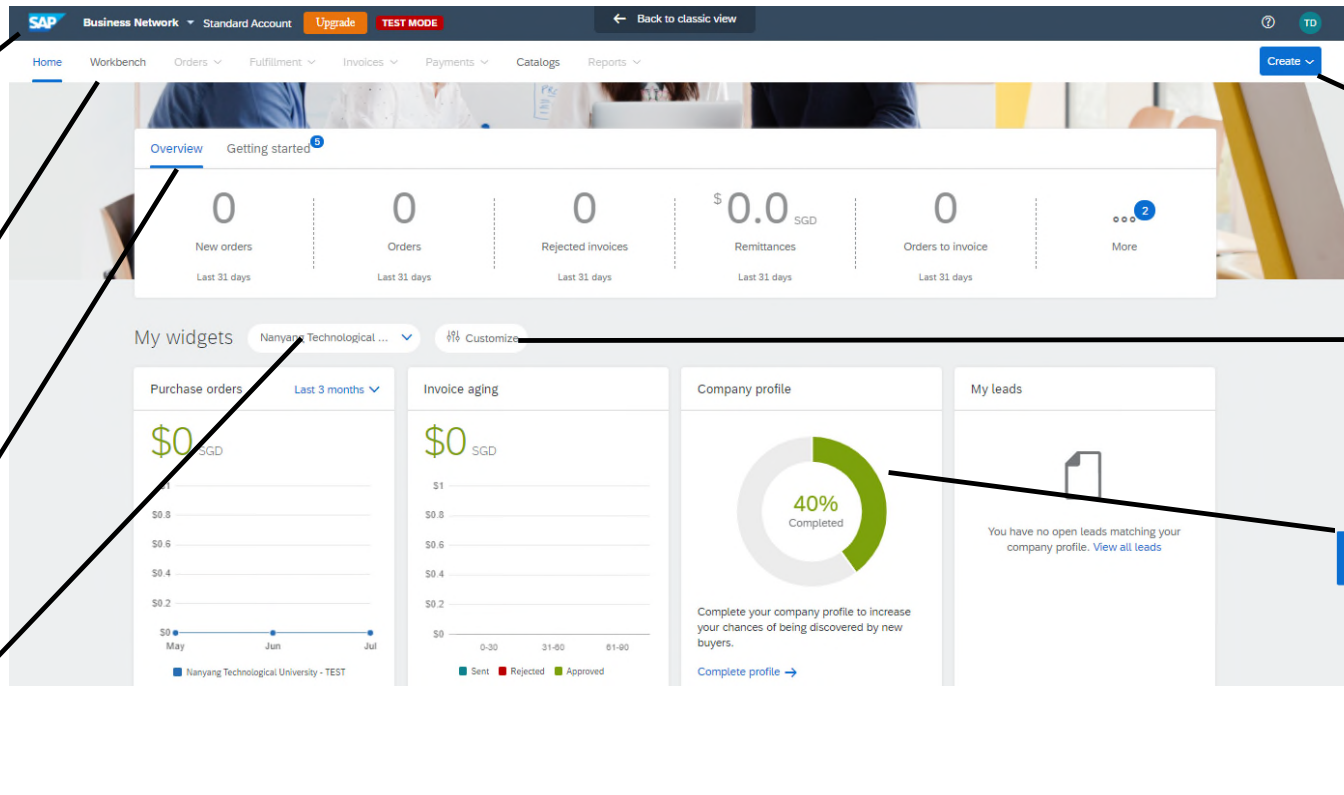 SAP Business Network Standard Account Upgrade TEST MODE ← Back to classic view ? TD
Home Workbench Orders Fulfillment Invoices Payments Catalogs Reports Create
Overview Getting started 5
0 0 0 $ 0.0 SGD 0 2
New orders Orders Rejected invoices Remittances Orders to invoice More
Last 31 days Last 31 days Last 31 days Last 31 days Last 31 days
My widgets Nanyang Technological ... Customize
Purchase orders Last 3 months
$0 SGD
$1
$0.8
$0.6
$0.4
$0.2
$0
May Jun Jul
Nanyang Technological University - TEST
Invoice aging
$0 SGD
$1
$0.8
$0.6
$0.4
$0.2
$0
0-30 31-60 61-90
Sent Rejected Approved
Company profile
40%
Completed
Complete your company profile to increase
your chances of being discovered by new
buyers.
Complete profile →
My leads
You have no open leads matching your
company profile. View all leads